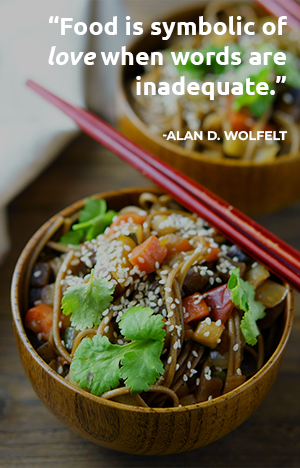 “Food is symbolic of
love when words are
inadequate.”
-ALAN D. WOLFELT